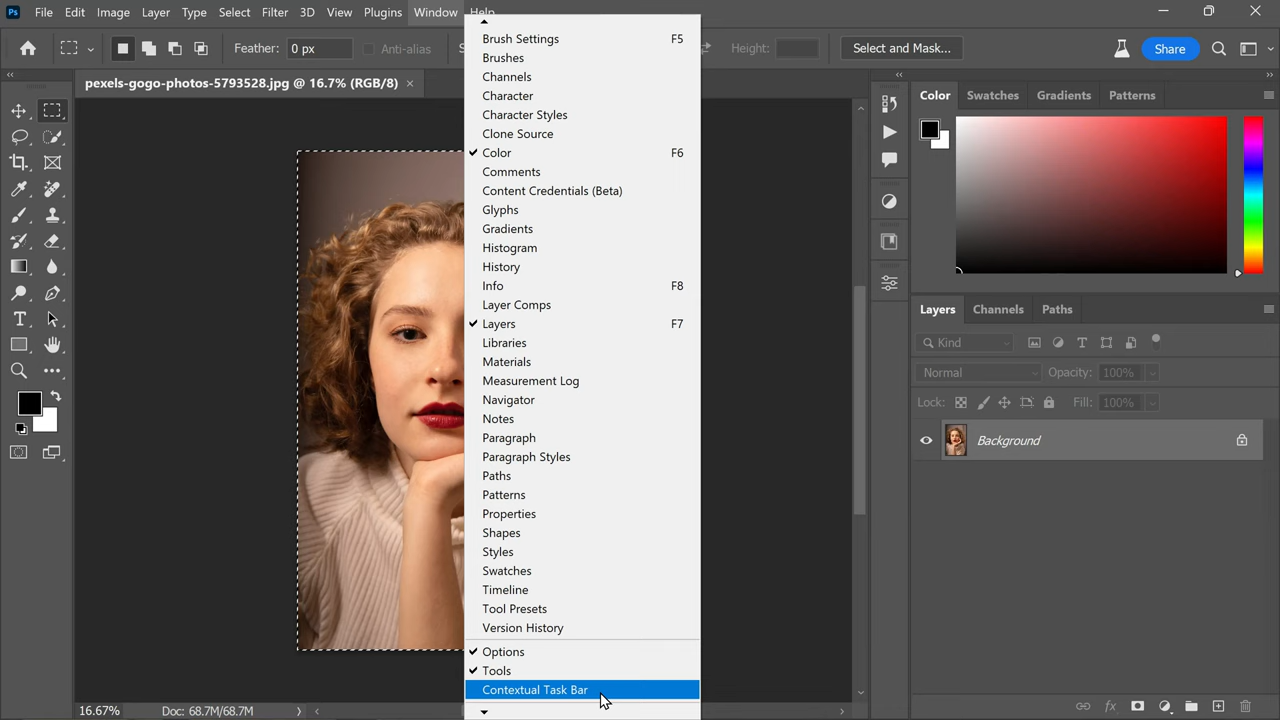 Ps File Edit Image Layer Type Select Filter 3D View Plugins Window Help
Feather: 0 px Anti-alias Height: Select and Mask... Share
pexels-gogo-photos-5793528.jpg @ 16.7% (RGB/8)
Brush Settings F5
Brushes
Channels
Character
Character Styles
Clone Source
Color F6
Comments
Content Credentials (Beta)
Glyphs
Gradients
Histogram
History
Info F8
Layer Comps
Layers F7
Libraries
Materials
Measurement Log
Navigator
Notes
Paragraph
Paragraph Styles
Paths
Patterns
Properties
Shapes
Styles
Swatches
Timeline
Tool Presets
Version History
Options
Tools
Contextual Task Bar
Color Swatches Gradients Patterns
Layers Channels Paths
Kind
Normal Opacity: 100%
Lock: Fill: 100%
Background
16.67% Doc: 68.7M/68.7M